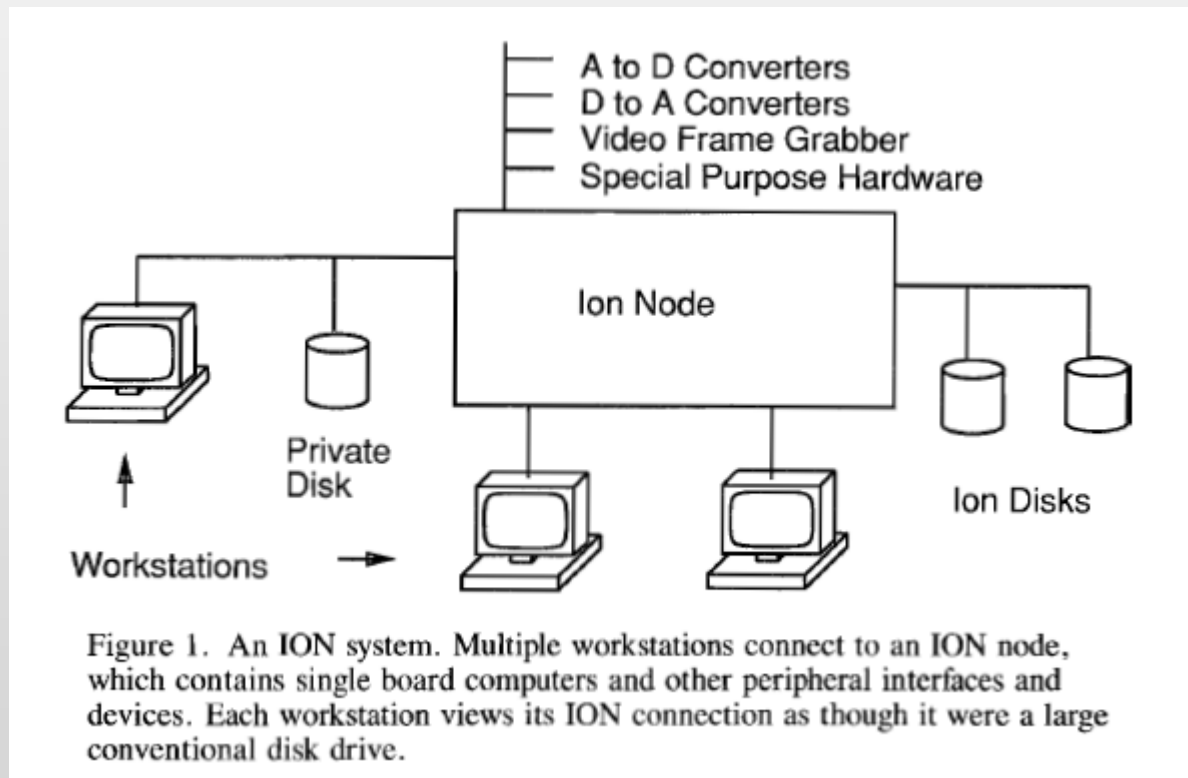 A to D Converters
D to A Converters
Video Frame Grabber
Special Purpose Hardware
Ion Node
Private
Disk
Ion Disks
Workstations
Figure 1. An ION system. Multiple workstations connect to an ION node,
which contains single board computers and other peripheral interfaces and
devices. Each workstation views its ION connection as though it were a large
conventional disk drive.